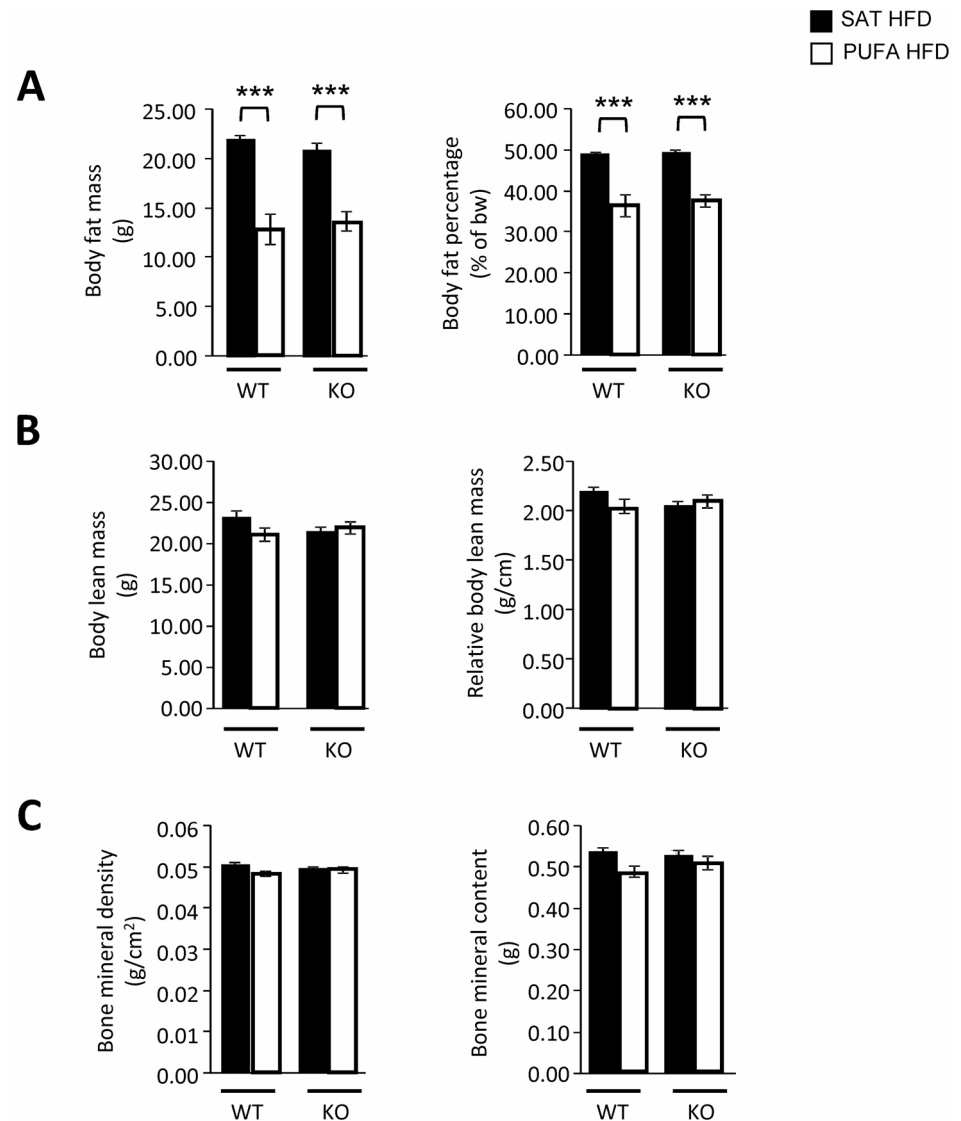 SAT HFD
PUFA HFD
A
*** ***
25.00
20.00
15.00
10.00
5.00
0.00
Body fat mass
(g)
WT KO
*** ***
60.00
50.00
40.00
30.00
20.00
10.00
0.00
Body fat percentage
(% of bw)
WT KO
B
30.00
25.00
20.00
15.00
10.00
5.00
0.00
Body lean mass
(g)
WT KO
2.50
2.00
1.50
1.00
0.50
0.00
Relative body lean mass
(g/cm)
WT KO
C
0.06
0.05
0.04
0.03
0.02
0.01
0.00
Bone mineral density
(g/cm²)
WT KO
0.60
0.50
0.40
0.30
0.20
0.10
0.00
Bone mineral content
(g)
WT KO